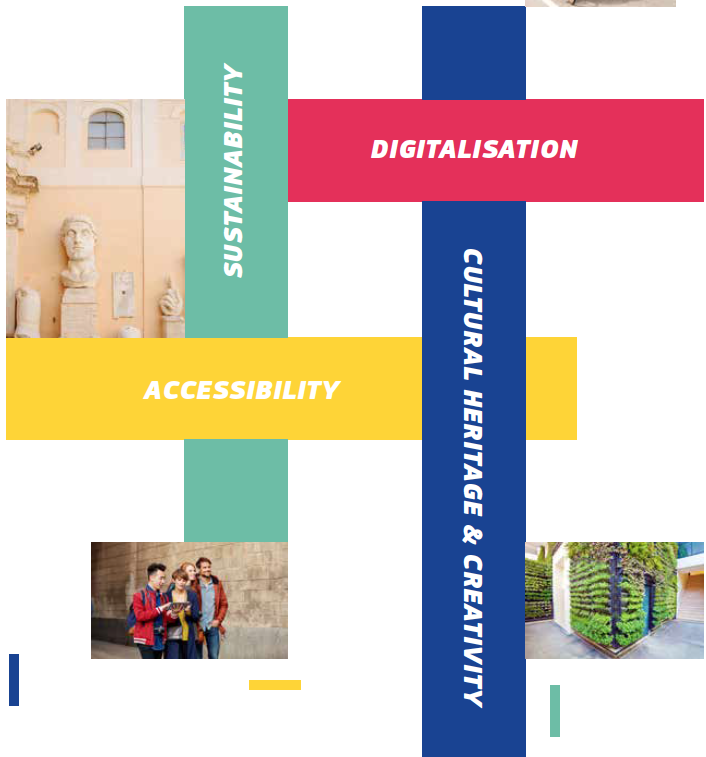 SUSTAINABILITY
DIGITALISATION
CULTURAL HERITAGE & CREATIVITY
ACCESSIBILITY